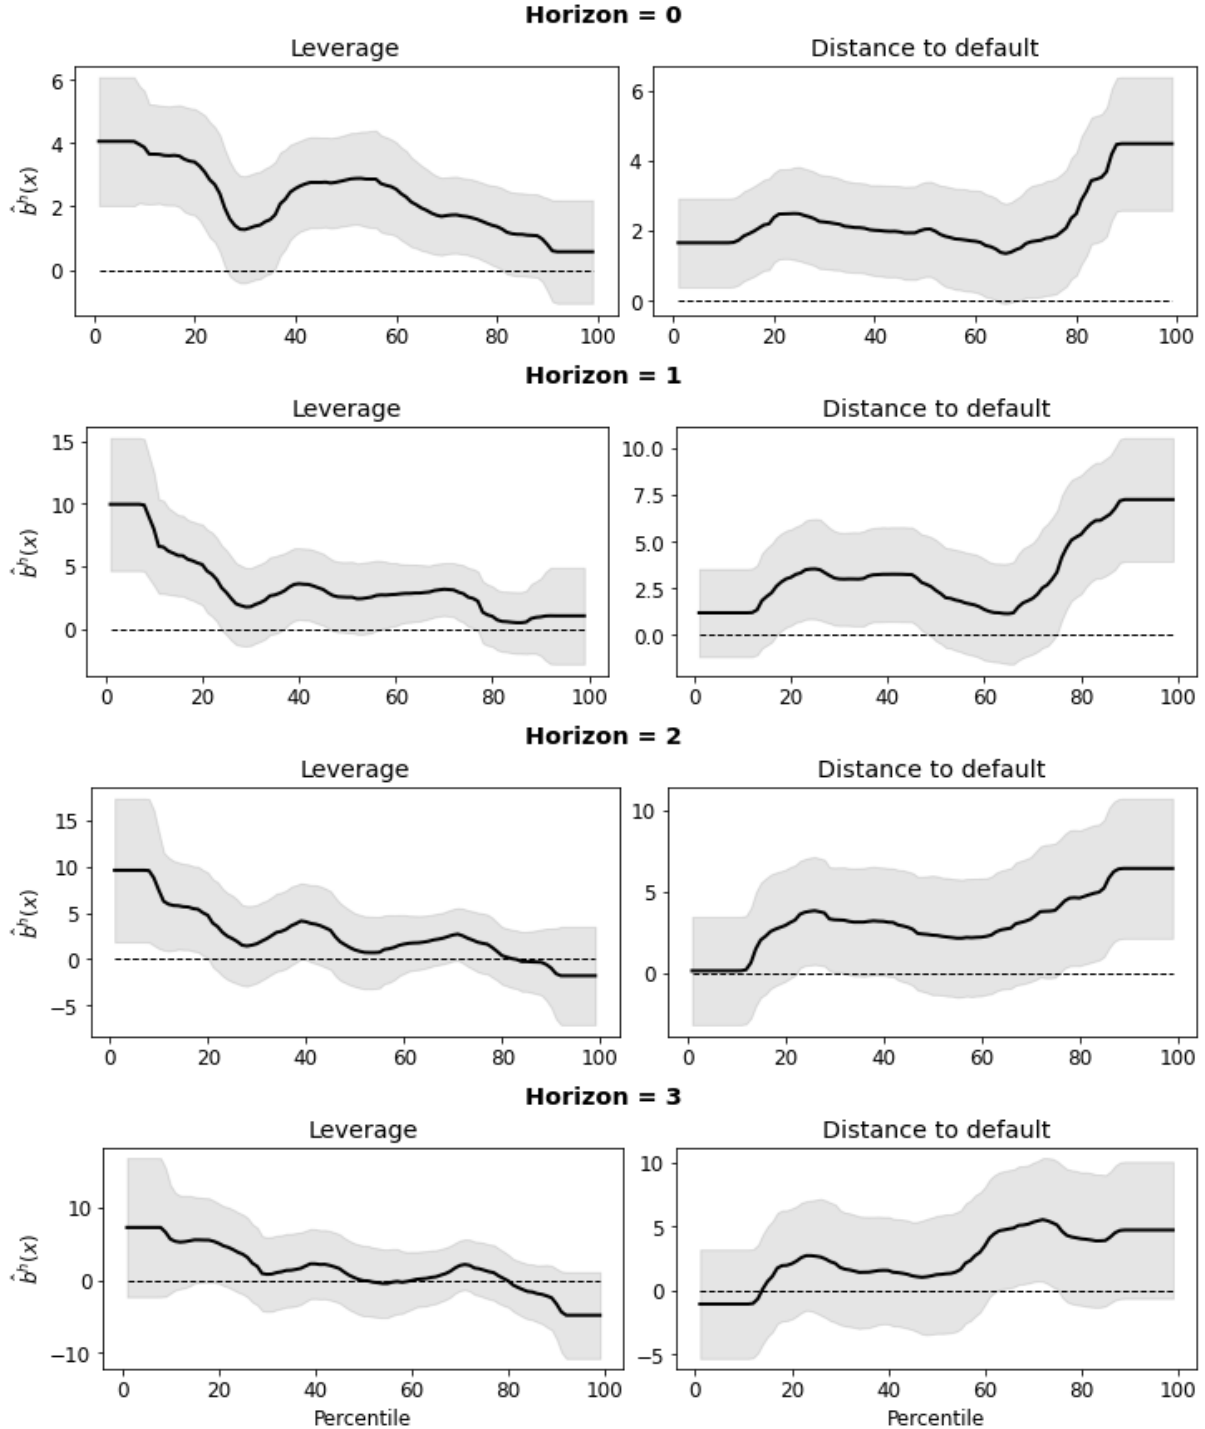 Horizon = 0
Leverage
Distance to default
6
4
2
0
b̂ʰ(x)
0 20 40 60 80 100
6
4
2
0
0 20 40 60 80 100
Horizon = 1
Leverage
Distance to default
15
10
5
0
b̂ʰ(x)
0 20 40 60 80 100
10.0
7.5
5.0
2.5
0.0
0 20 40 60 80 100
Horizon = 2
Leverage
Distance to default
15
10
5
0
−5
b̂ʰ(x)
0 20 40 60 80 100
10
5
0
0 20 40 60 80 100
Horizon = 3
Leverage
Distance to default
10
0
−10
b̂ʰ(x)
0 20 40 60 80 100
Percentile
10
5
0
−5
0 20 40 60 80 100
Percentile